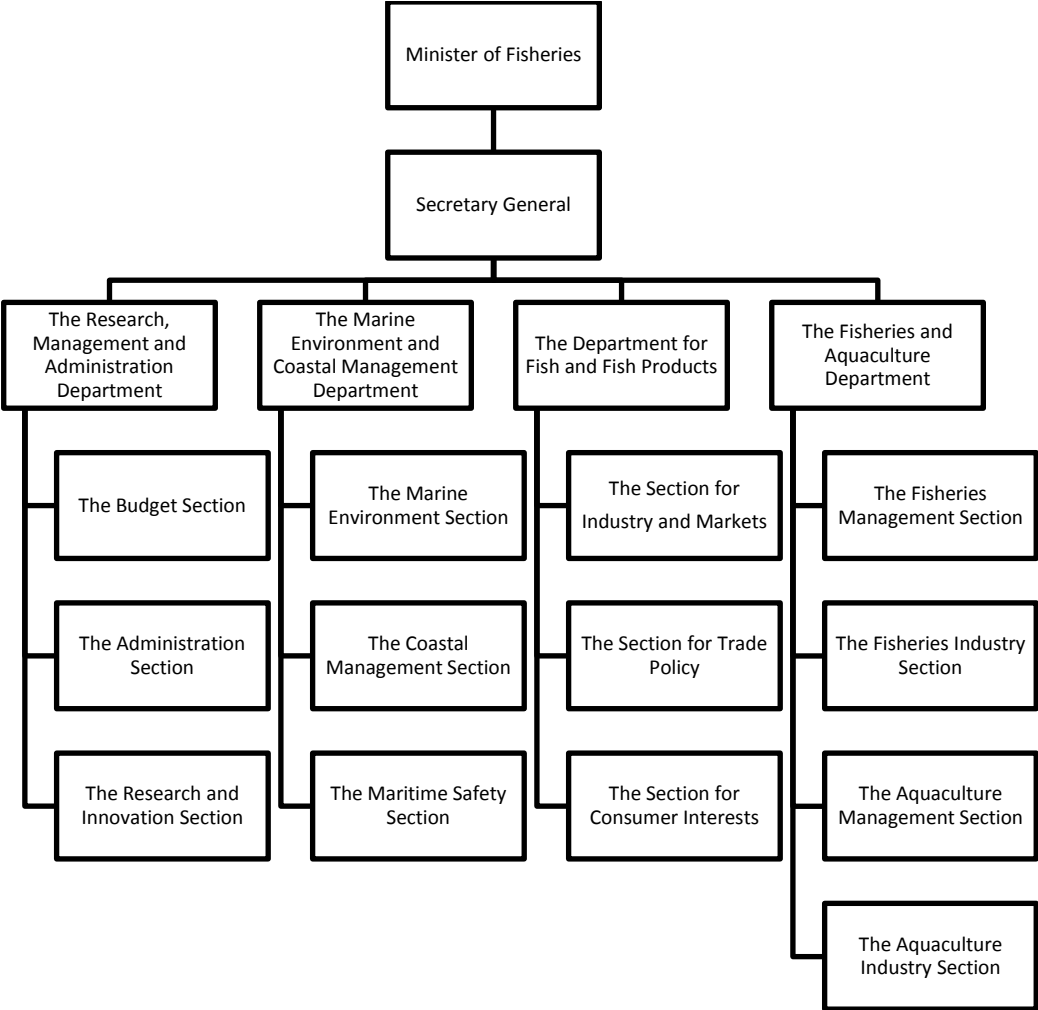 Minister of Fisheries
Secretary General
The Research,
Management and
Administration
Department
The Marine
Environment and
Coastal Management
Department
The Department for
Fish and Fish Products
The Fisheries and
Aquaculture
Department
The Budget Section
The Marine
Environment Section
The Section for
Industry and Markets
The Fisheries
Management Section
The Administration
Section
The Coastal
Management Section
The Section for Trade
Policy
The Fisheries Industry
Section
The Research and
Innovation Section
The Maritime Safety
Section
The Section for
Consumer Interests
The Aquaculture
Management Section
The Aquaculture
Industry Section